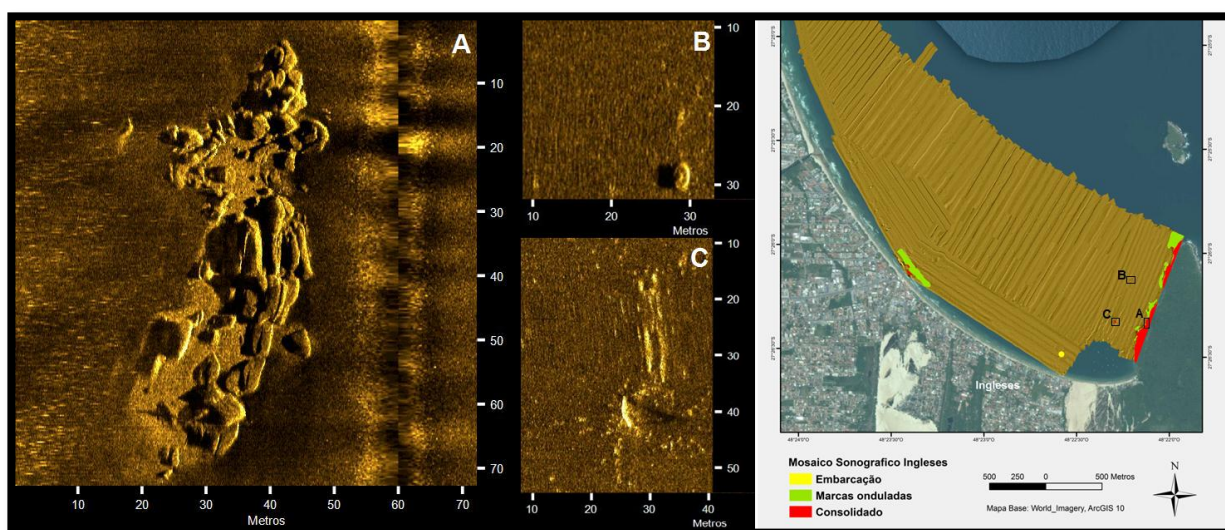 A
10
20
30
40
50
60
70
10 20 30 40 50 60 70
Metros
B
10
20
30
10 20 30
Metros
C
10
20
30
40
50
10 20 30 40
Metros
B
C A
Ingleses
48°24'0"W 48°23'30"W 48°23'0"W 48°22'30"W 48°22'0"W
Mosaico Sonografico Ingleses
Embarcação
Marcas onduladas
Consolidado
500 250 0 500 Metros
Mapa Base: World_Imagery, ArcGIS 10
N